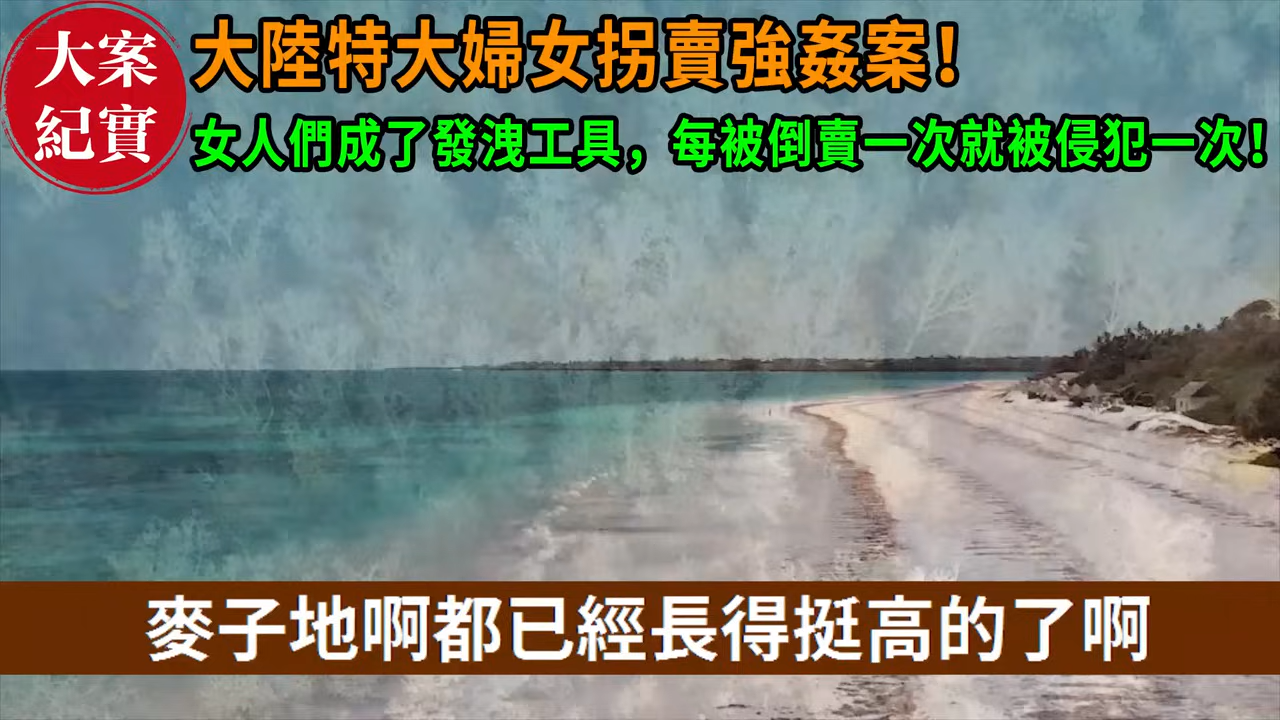 大案
紀實
大陸特大婦女拐賣強姦案！
女人們成了發洩工具，每被倒賣一次就被侵犯一次！
麥子地啊都已經長得挺高的了啊